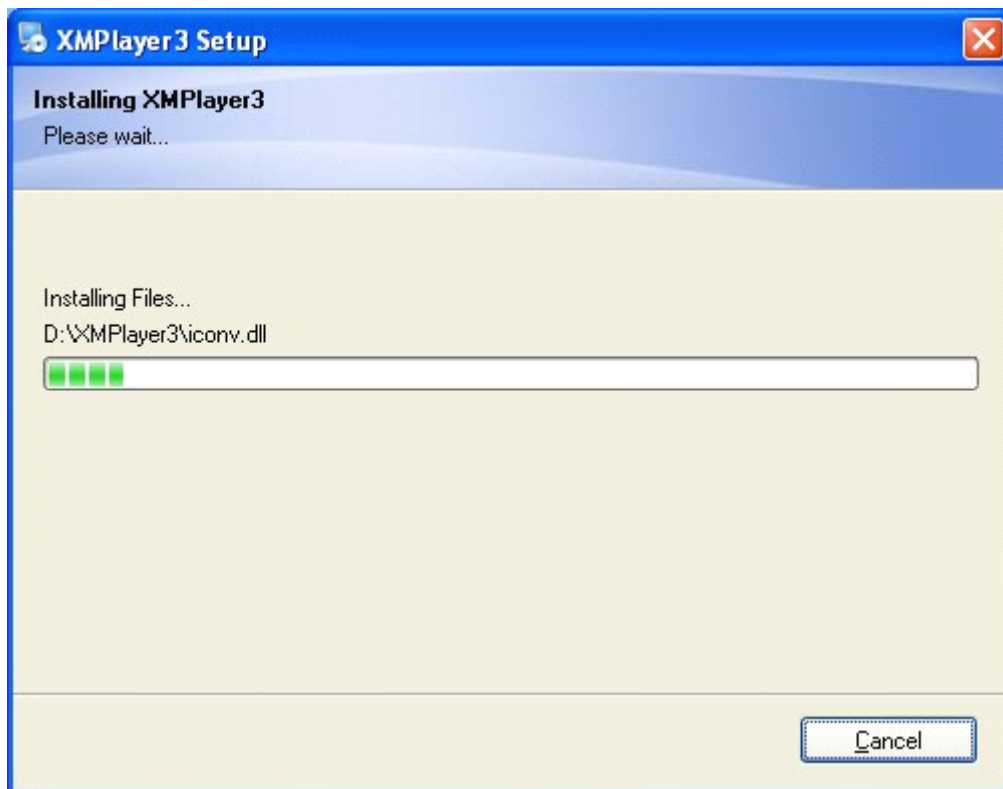 XMPlayer3 Setup
Installing XMPlayer3
Please wait...
Installing Files...
D:\XMPlayer3\iconv.dll
Cancel